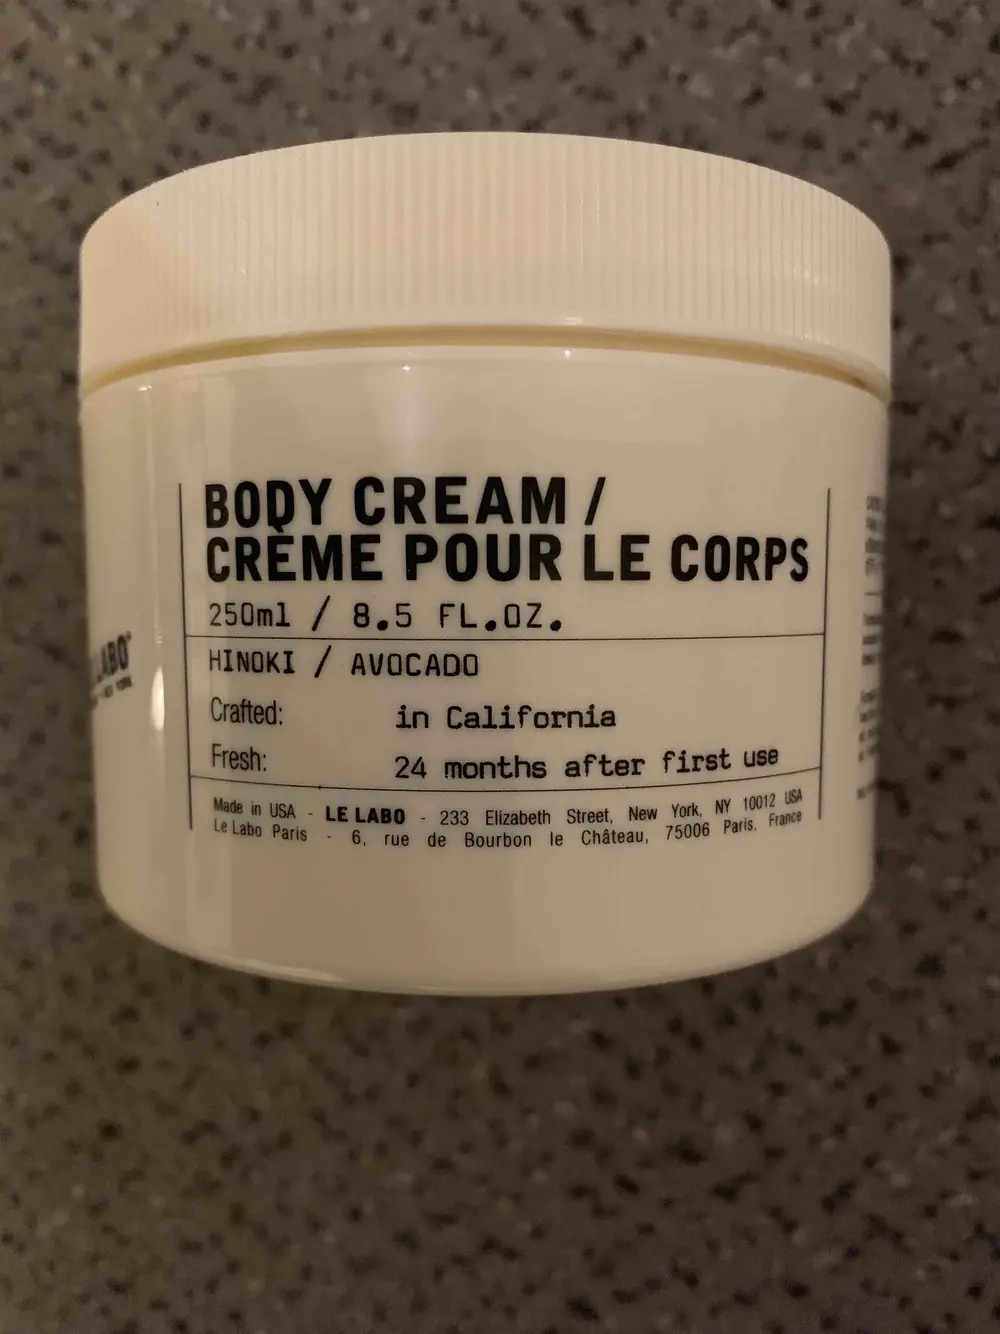 BODY CREAM /
CRÈME POUR LE CORPS
250ml / 8.5 FL.OZ.
HINOKI / AVOCADO
Crafted: in California
Fresh: 24 months after first use
Made in USA - LE LABO - 233 Elizabeth Street, New York, NY 10012 USA
Le Labo Paris - 6, rue de Bourbon le Château, 75006 Paris, France
LABO
YORK